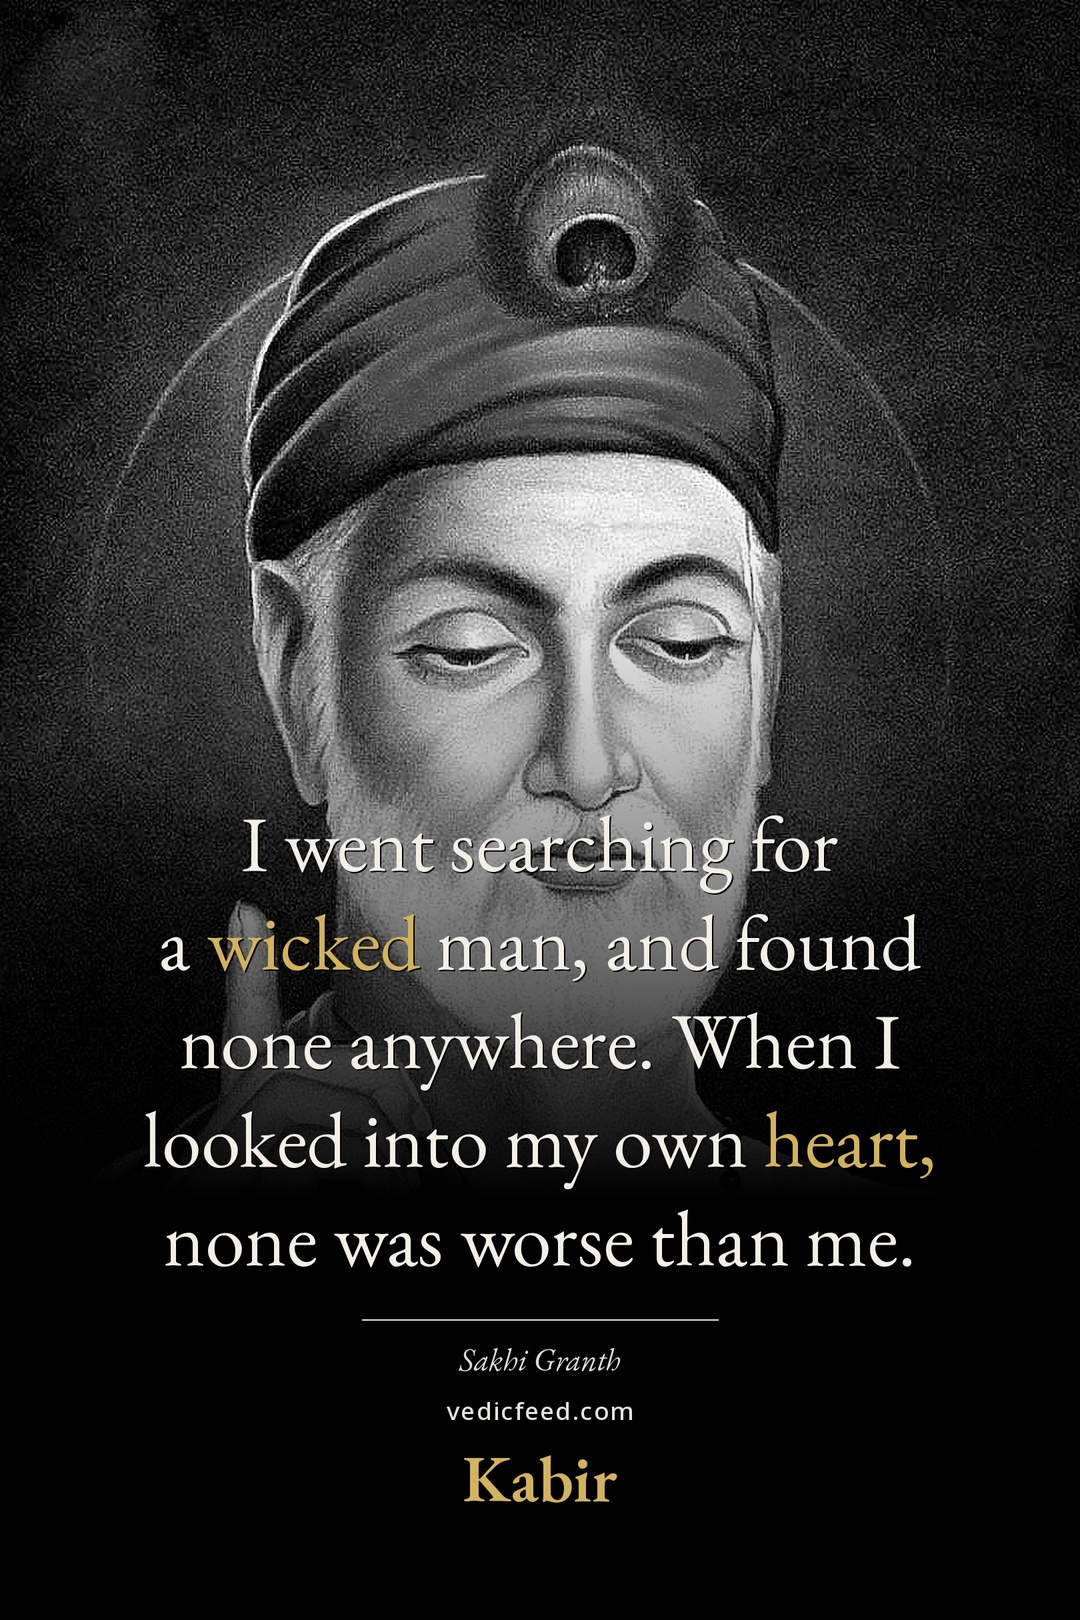 I went searching for
a wicked man, and found
none anywhere. When I
looked into my own heart,
none was worse than me.
Sakhi Granth
vedicfeed.com
Kabir